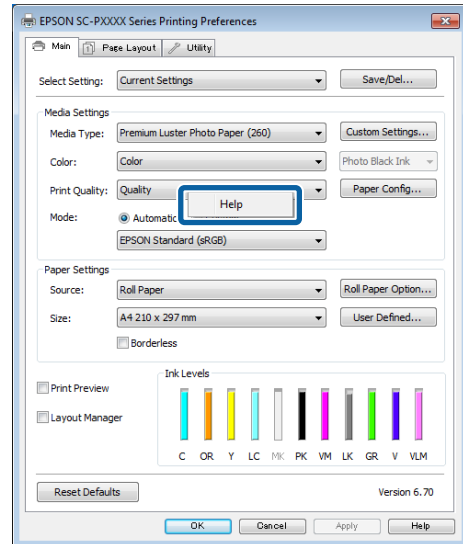 EPSON SC-PXXXX Series Printing Preferences
Main Page Layout Utility
Select Setting: Current Settings Save/Del...
Media Settings
Media Type: Premium Luster Photo Paper (260) Custom Settings...
Color: Color Photo Black Ink
Print Quality: Quality Paper Config...
Help
Mode: Automatic
EPSON Standard (sRGB)
Paper Settings
Source: Roll Paper Roll Paper Option...
Size: A4 210 x 297 mm User Defined...
Borderless
Ink Levels
Print Preview
Layout Manager
C OR Y LC MK PK VM LK GR V VLM
Reset Defaults Version 6.70
OK Cancel Apply Help